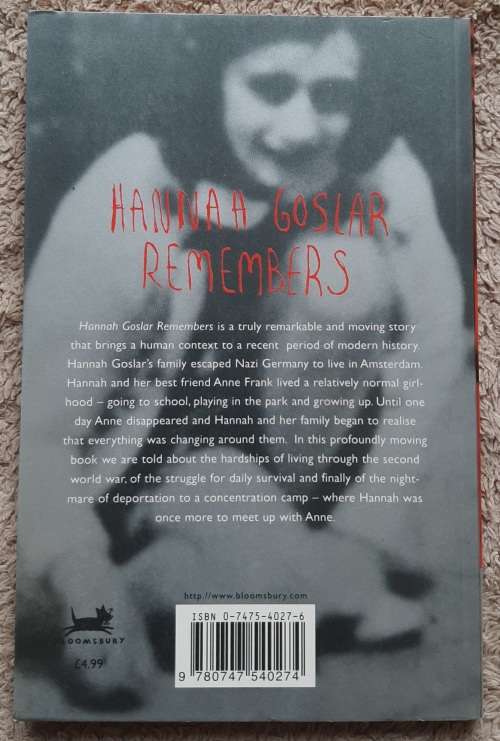 HANNAH GOSLAR
REMEMBERS
Hannah Goslar Remembers is a truly remarkable and moving story
that brings a human context to a recent period of modern history.
Hannah Goslar's family escaped Nazi Germany to live in Amsterdam.
Hannah and her best friend Anne Frank lived a relatively normal girl-
hood – going to school, playing in the park and growing up. Until one
day Anne disappeared and Hannah and her family began to realise
that everything was changing around them. In this profoundly moving
book we are told about the hardships of living through the second
world war, of the struggle for daily survival and finally of the night-
mare of deportation to a concentration camp – where Hannah was
once more to meet up with Anne.
http://www.bloomsbury.com
ISBN 0-7475-4027-6
9 780747 540274
BLOOMSBURY
£4.99